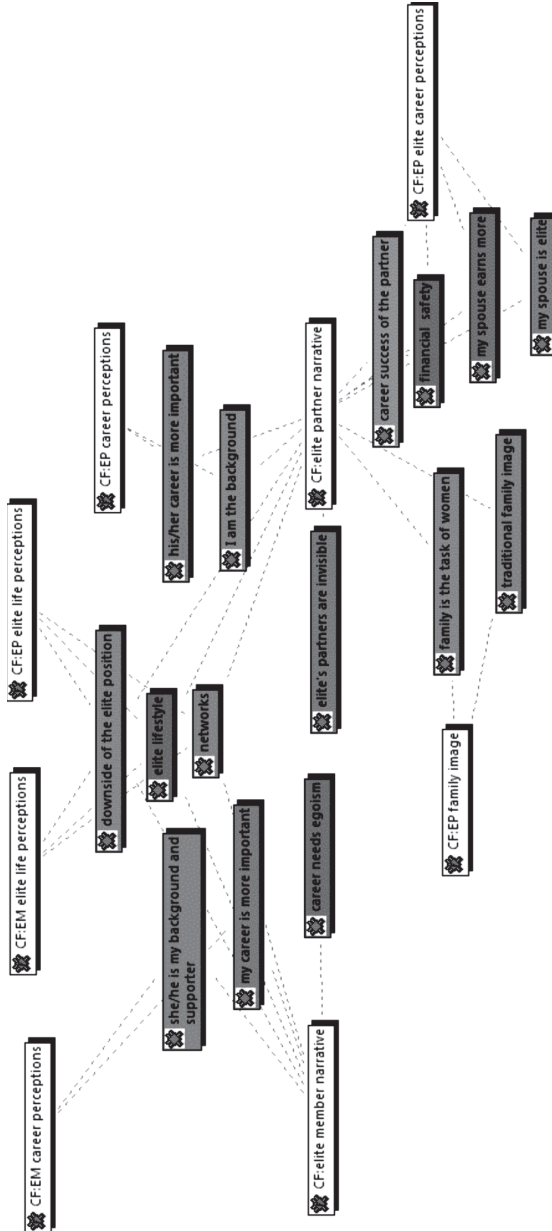 CF:EM career perceptions
CF:EM elite life perceptions
CF:EP elite life perceptions
CF:EP career perceptions
downside of the elite position
his/her career is more important
elite lifestyle
she/he is my background and
supporter
networks
I am the background
my career is more important
CF:elite member narrative
career needs egoism
elite's partners are invisible
CF:elite partner narrative
career success of the partner
CF:EP elite career perceptions
financial safety
CF:EP family image
family is the task of women
my spouse earns more
traditional family image
my spouse is elite